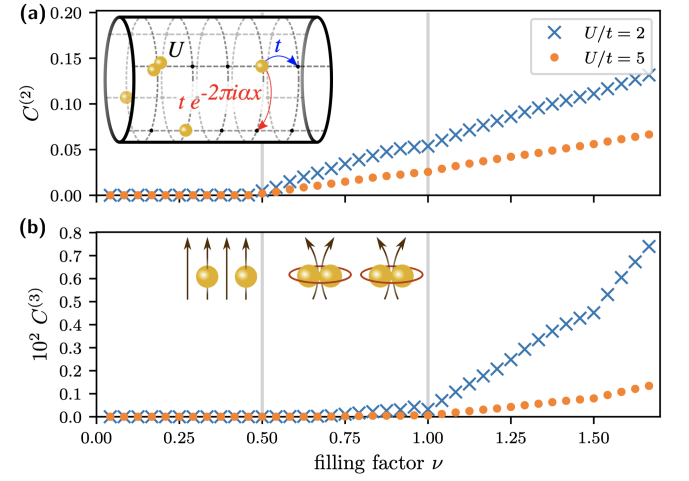 (a)
0.20
0.15
0.10
0.05
0.00
C⁽²⁾
U
t
t e⁻²πiαx
U/t = 2
U/t = 5
(b)
0.8
0.7
0.6
0.5
0.4
0.3
0.2
0.1
0.0
10² C⁽³⁾
0.00 0.25 0.50 0.75 1.00 1.25 1.50
filling factor ν